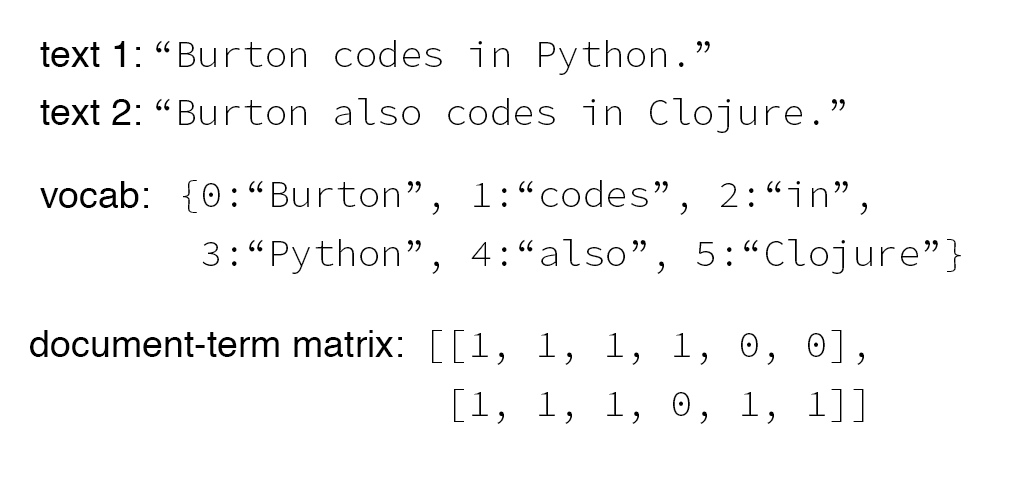 text 1: “Burton codes in Python.”
text 2: “Burton also codes in Clojure.”
vocab: {0:“Burton”, 1:“codes”, 2:“in”,
3:“Python”, 4:“also”, 5:“Clojure”}
document-term matrix: [[1, 1, 1, 1, 0, 0],
[1, 1, 1, 0, 1, 1]]